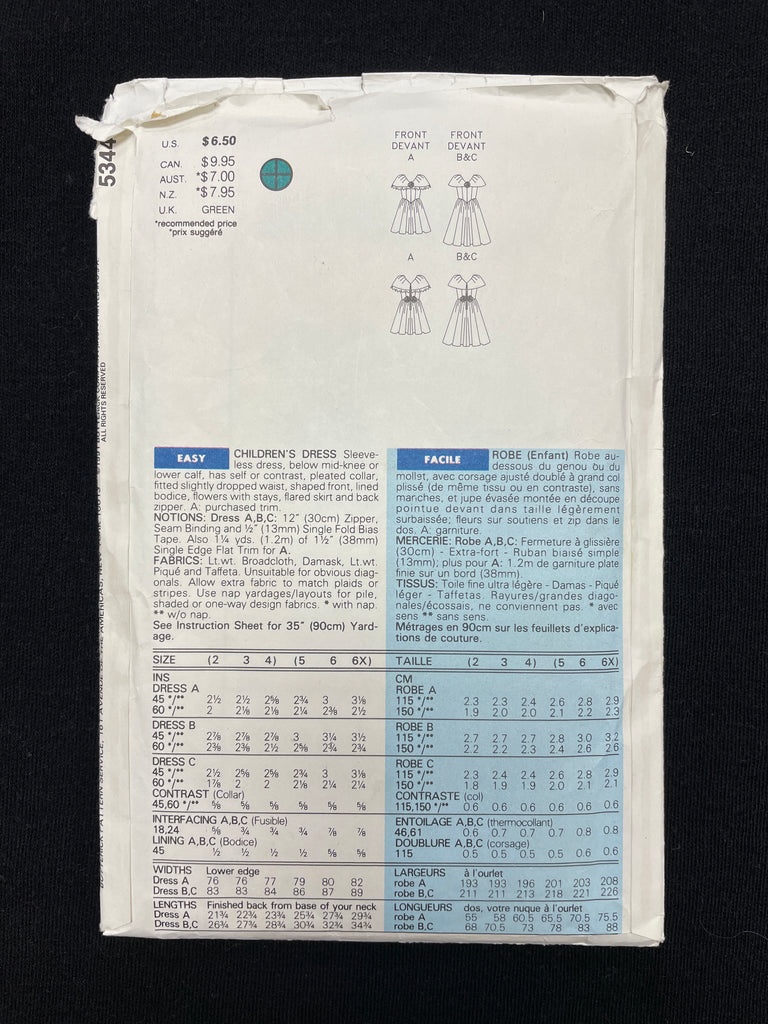 5344
U.S. $6.50
CAN. $9.95
AUST. *$7.00
N.Z. *$7.95
U.K. GREEN
*recommended price
*prix suggéré
FRONT DEVANT A
FRONT DEVANT B&C
A
B&C
ALL RIGHTS RESERVED
EASY
CHILDREN'S DRESS Sleeve-
less dress, below mid-knee or
lower calf, has self or contrast, pleated collar,
fitted slightly dropped waist, shaped front, lined
bodice, flowers with stays, flared skirt and back
zipper. A: purchased trim.
NOTIONS: Dress A,B,C: 12" (30cm) Zipper,
Seam Binding and ½" (13mm) Single Fold Bias
Tape. Also 1¼ yds. (1.2m) of 1½" (38mm)
Single Edge Flat Trim for A.
FABRICS: Lt.wt. Broadcloth, Damask, Lt.wt.
Piqué and Taffeta. Unsuitable for obvious diag-
onals. Allow extra fabric to match plaids or
stripes. Use nap yardages/layouts for pile,
shaded or one-way design fabrics. * with nap.
** w/o nap.
See Instruction Sheet for 35" (90cm) Yard-
age.
FACILE
ROBE (Enfant) Robe au-
dessous du genou ou du
mollet, avec corsage ajusté doublé à grand col
plissé (de même tissu ou en contraste), sans
manches, et jupe évasée montée en découpe
pointue devant dans taille légèrement
surbaissée; fleurs sur soutiens et zip dans le
dos. A: garniture.
MERCERIE: Robe A,B,C: Fermeture à glissière
(30cm) - Extra-fort - Ruban biaisé simple
(13mm); plus pour A: 1.2m de garniture plate
finie sur un bord (38mm).
TISSUS: Toile fine ultra légère - Damas - Piqué
léger - Taffetas. Rayures/grandes diago-
nales/écossais, ne conviennent pas. * avec
sens ** sans sens.
Métrages en 90cm sur les feuillets d'explica-
tions de couture.
SIZE (2 3 4) (5 6 6X)
INS
DRESS A
45 */** 2½ 2½ 2⅝ 2¾ 3 3⅛
60 */** 2 2⅛ 2⅛ 2¼ 2⅜ 2½
DRESS B
45 */** 2⅞ 2⅞ 2⅞ 3 3¼ 3½
60 */** 2⅜ 2⅜ 2½ 2⅝ 2¾ 2¾
DRESS C
45 */** 2½ 2⅝ 2⅝ 2¾ 3 3⅛
60 */** 1⅞ 2 2 2⅛ 2¼ 2¼
CONTRAST (Collar)
45,60 */** ⅝ ⅝ ⅝ ⅝ ⅝ ⅝
INTERFACING A,B,C (Fusible)
18,24 ⅝ ¾ ¾ ¾ ⅞ ⅞
LINING A,B,C (Bodice)
45 ½ ½ ½ ½ ⅝ ⅝
WIDTHS Lower edge
Dress A 76 76 77 79 80 82
Dress B,C 83 83 84 86 87 89
LENGTHS Finished back from base of your neck
Dress A 21¾ 22¾ 23¾ 25¾ 27¾ 29¾
Dress B,C 26¾ 27¾ 28¾ 30¾ 32¾ 34¾
TAILLE (2 3 4) (5 6 6X)
CM
ROBE A
115 */** 2.3 2.3 2.4 2.6 2.8 2.9
150 */** 1.9 2.0 2.0 2.1 2.2 2.3
ROBE B
115 */** 2.7 2.7 2.7 2.8 3.0 3.2
150 */** 2.2 2.2 2.3 2.4 2.6 2.6
ROBE C
115 */** 2.3 2.4 2.4 2.6 2.8 2.9
150 */** 1.8 1.9 1.9 2.0 2.1 2.1
CONTRASTE (col)
115,150 */** 0.6 0.6 0.6 0.6 0.6 0.6
ENTOILAGE A,B,C (thermocollant)
46,61 0.6 0.7 0.7 0.7 0.8 0.8
DOUBLURE A,B,C (corsage)
115 0.5 0.5 0.5 0.5 0.6 0.6
LARGEURS à l'ourlet
robe A 193 193 196 201 203 208
robe B,C 211 211 213 218 221 226
LONGUEURS dos, votre nuque à l'ourlet
robe A 55 58 60.5 65.5 70.5 75.5
robe B,C 68 70.5 73 78 83 88